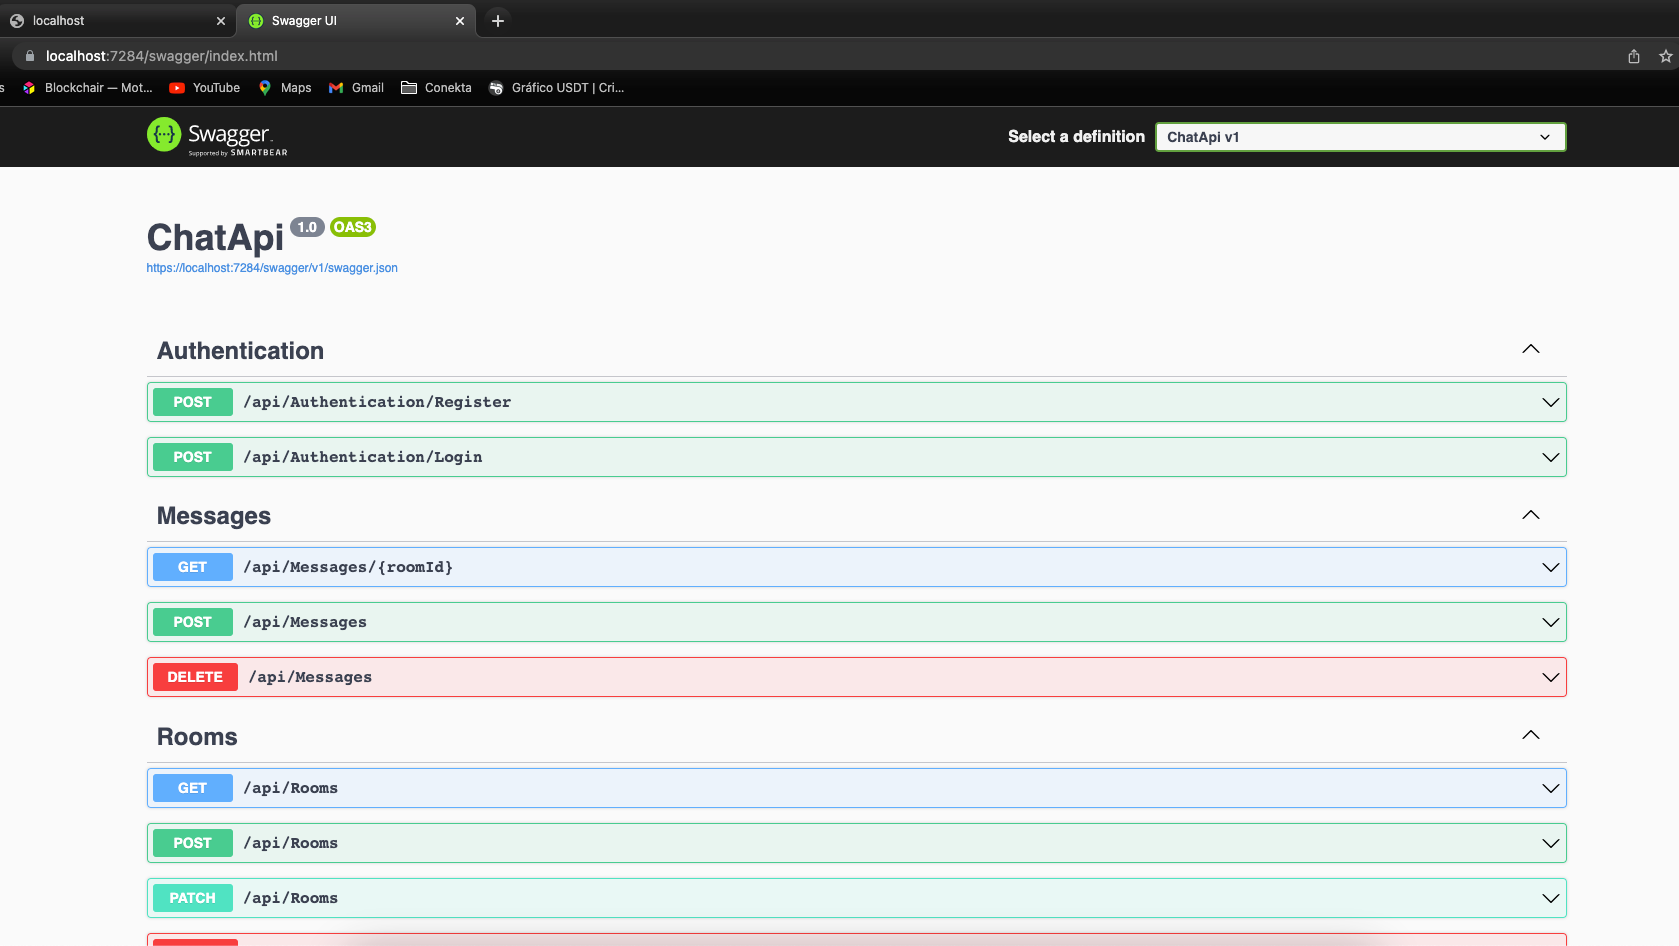 localhost
Swagger UI
localhost:7284/swagger/index.html
s
Blockchair — Mot...
YouTube
Maps
Gmail
Conekta
Gráfico USDT | Cri...
Swagger
Supported by SMARTBEAR
Select a definition
ChatApi v1
ChatApi 1.0 OAS3
https://localhost:7284/swagger/v1/swagger.json
Authentication
POST /api/Authentication/Register
POST /api/Authentication/Login
Messages
GET /api/Messages/{roomId}
POST /api/Messages
DELETE /api/Messages
Rooms
GET /api/Rooms
POST /api/Rooms
PATCH /api/Rooms